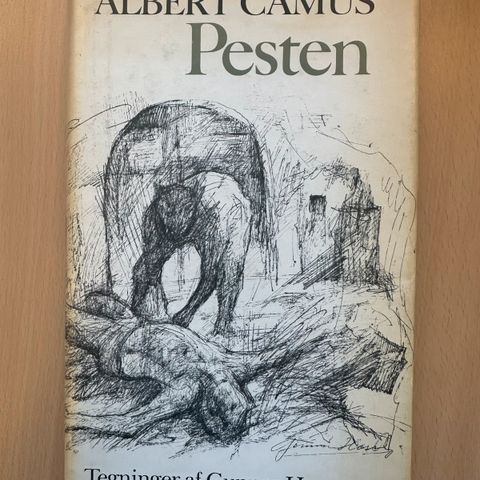 ALBERT CAMUS
Pesten
Tegninger af